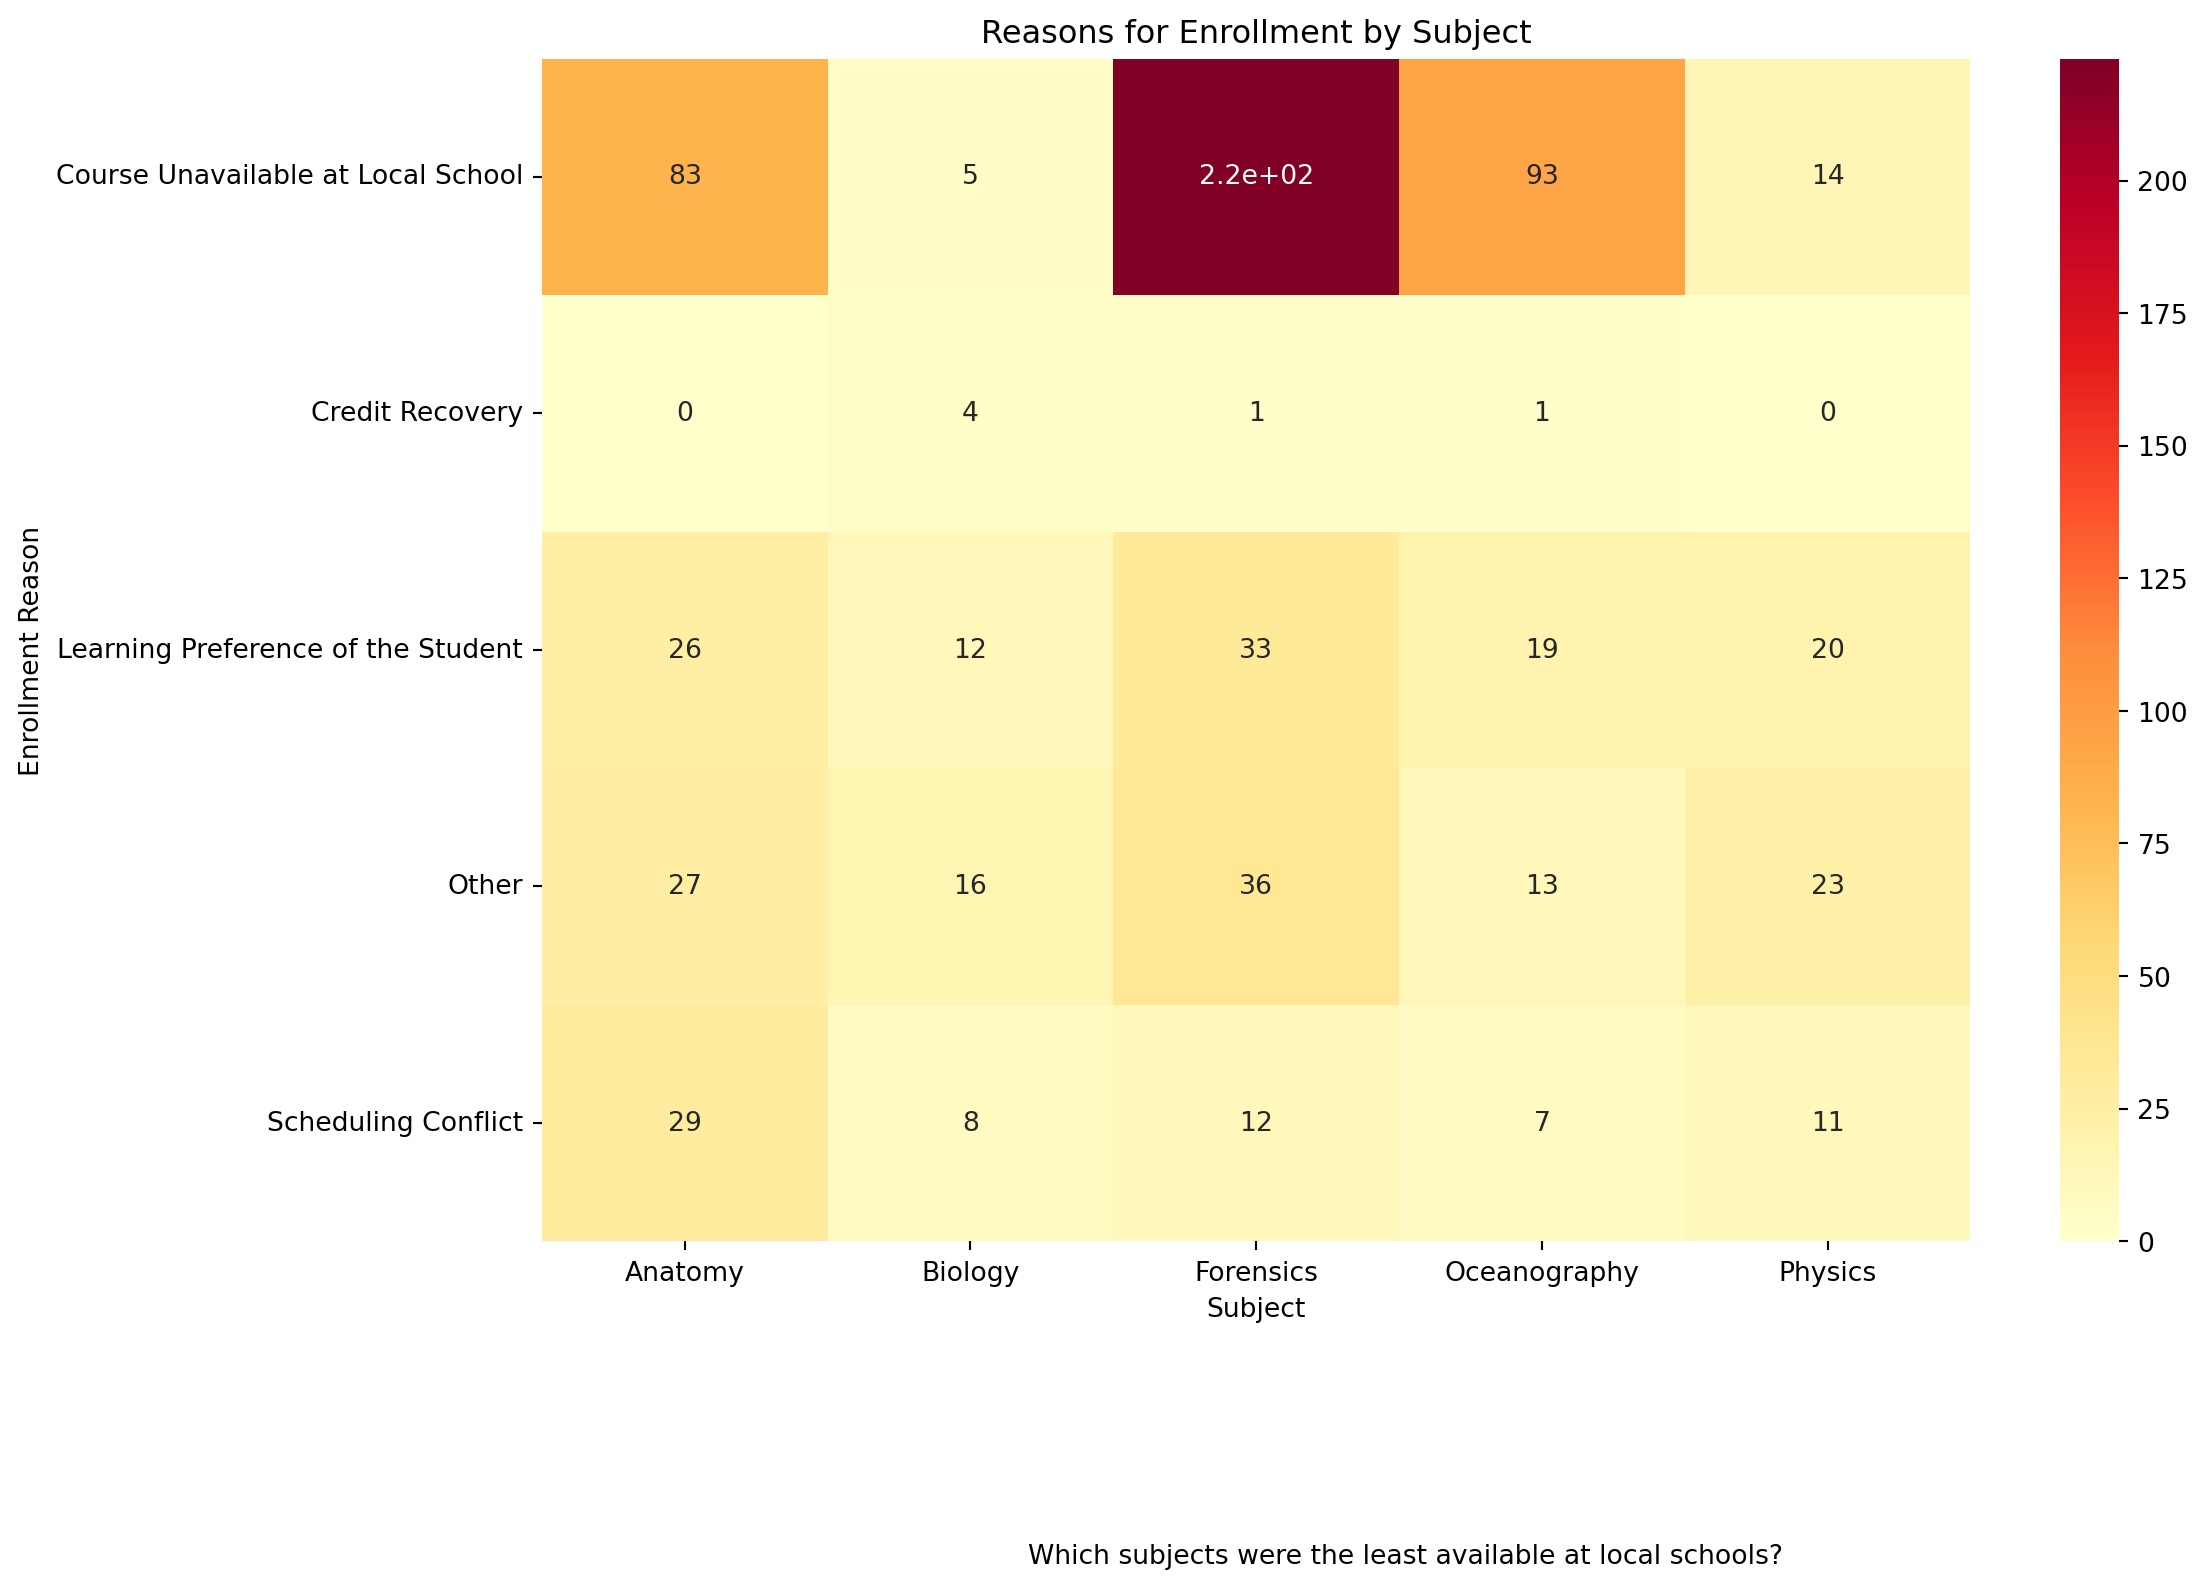 Reasons for Enrollment by Subject
Course Unavailable at Local School
83 5 2.2e+02 93 14
Credit Recovery
0 4 1 1 0
Learning Preference of the Student
26 12 33 19 20
Other
27 16 36 13 23
Scheduling Conflict
29 8 12 7 11
Enrollment Reason
Anatomy Biology Forensics Oceanography Physics
Subject
200
175
150
125
100
75
50
25
0
Which subjects were the least available at local schools?